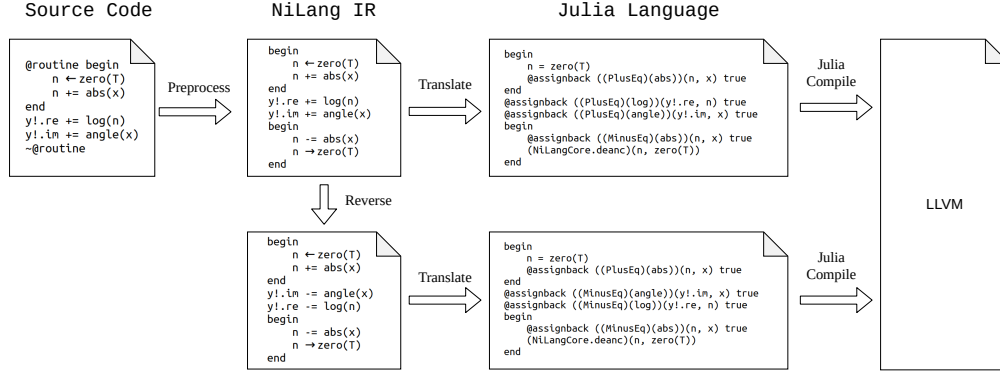 Source Code
NiLang IR
Julia Language
@routine begin
    n ←zero(T)
    n += abs(x)
end
y!.re += log(n)
y!.im += angle(x)
~@routine
Preprocess
begin
    n ←zero(T)
    n += abs(x)
end
y!.re += log(n)
y!.im += angle(x)
begin
    n -= abs(x)
    n →zero(T)
end
Translate
begin
    n = zero(T)
    @assignback ((PlusEq)(abs))(n, x) true
end
@assignback ((PlusEq)(log))(y!.re, n) true
@assignback ((PlusEq)(angle))(y!.im, x) true
begin
    @assignback ((MinusEq)(abs))(n, x) true
    (NiLangCore.deanc)(n, zero(T))
end
Julia
Compile
LLVM
Reverse
begin
    n ←zero(T)
    n += abs(x)
end
y!.im -= angle(x)
y!.re -= log(n)
begin
    n -= abs(x)
    n →zero(T)
end
Translate
begin
    n = zero(T)
    @assignback ((PlusEq)(abs))(n, x) true
end
@assignback ((MinusEq)(angle))(y!.im, x) true
@assignback ((MinusEq)(log))(y!.re, n) true
begin
    @assignback ((MinusEq)(abs))(n, x) true
    (NiLangCore.deanc)(n, zero(T))
end
Julia
Compile